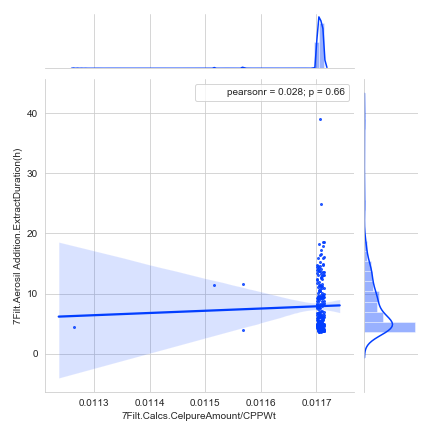 pearsonr = 0.028; p = 0.66
40
30
20
10
0
7Filt.Aerosl Addition.ExtractDuration(h)
0.0113 0.0114 0.0115 0.0116 0.0117
7Filt.Calcs.CelpureAmount/CPPWt